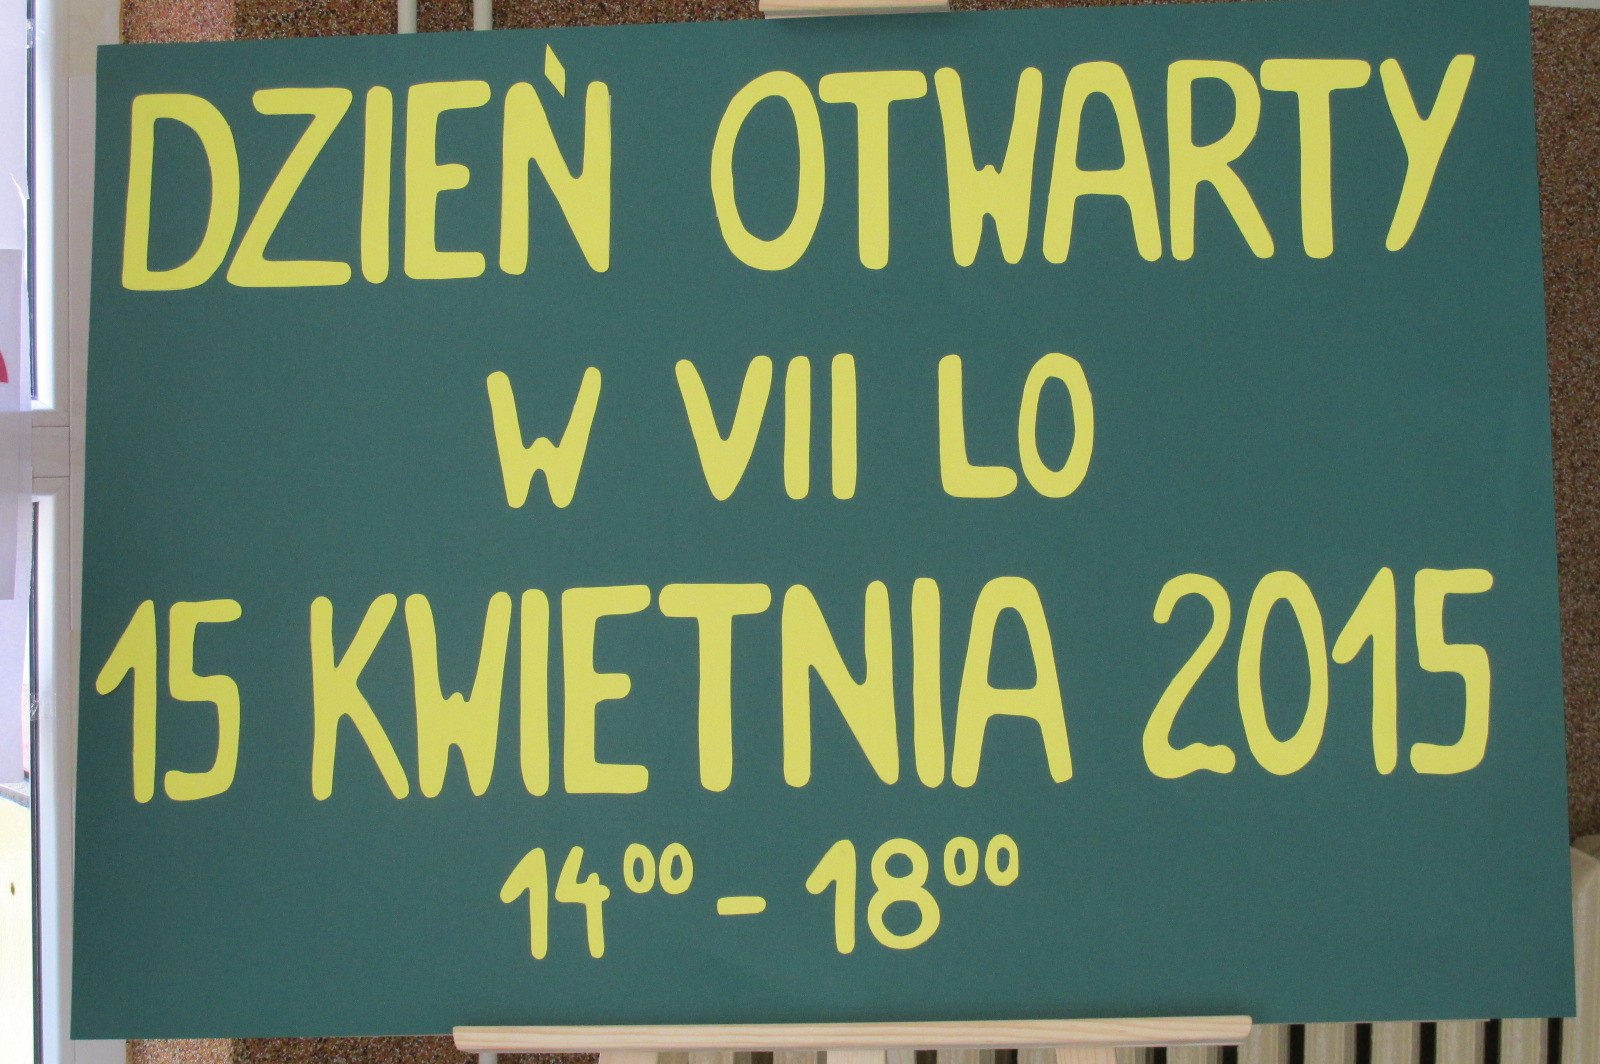 DZIEŃ OTWARTY
W VII LO
15 KWIETNIA 2015
14⁰⁰ - 18⁰⁰